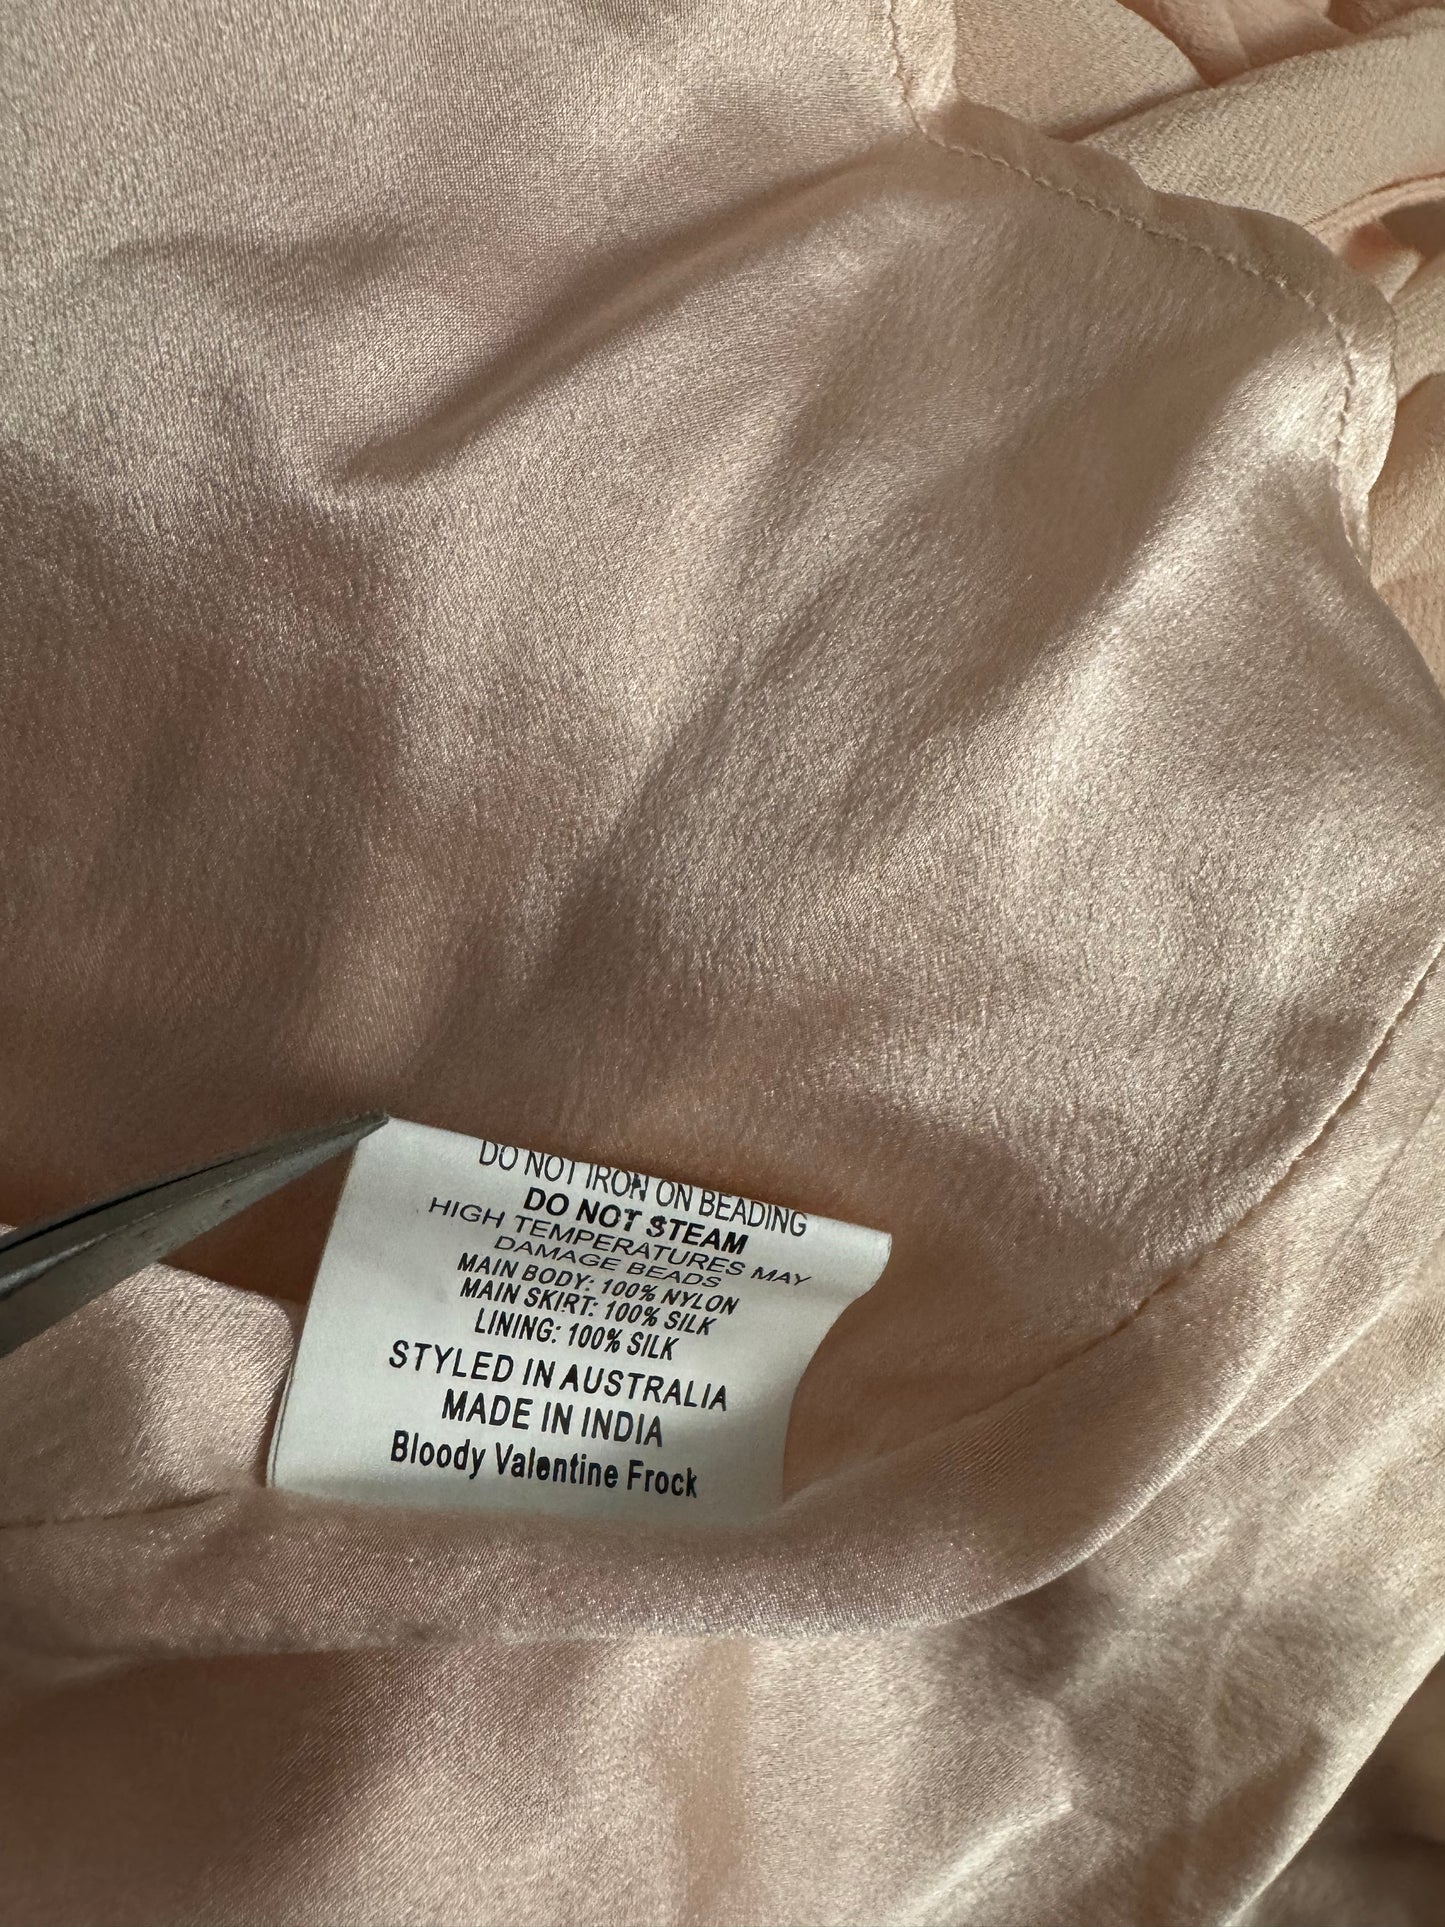 DO NOT IRON ON BEADING
DO NOT STEAM
HIGH TEMPERATURES MAY
DAMAGE BEADS
MAIN BODY: 100% NYLON
MAIN SKIRT: 100% SILK
LINING: 100% SILK
STYLED IN AUSTRALIA
MADE IN INDIA
Bloody Valentine Frock